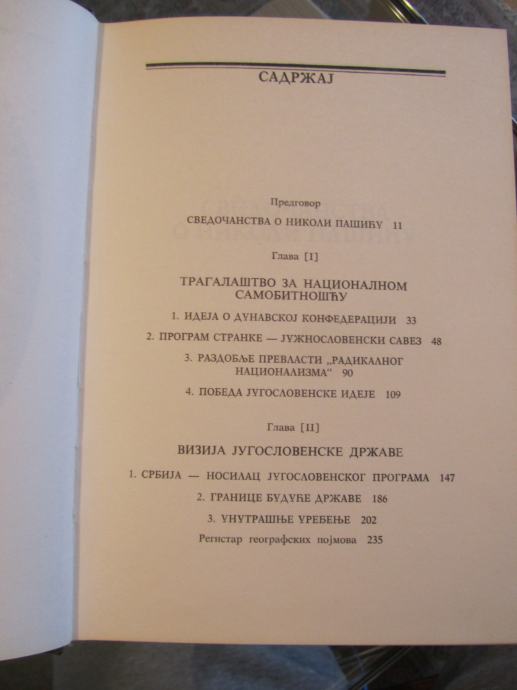 САДРЖАЈ
Предговор
СВЕДОЧАНСТВА О НИКОЛИ ПАШИЋУ 11
Глава [I]
ТРАГАЛАШТВО ЗА НАЦИОНАЛНОМ
САМОБИТНОШЋУ
1. ИДЕЈА О ДУНАВСКОЈ КОНФЕДЕРАЦИЈИ 33
2. ПРОГРАМ СТРАНКЕ — ЈУЖНОСЛОВЕНСКИ САВЕЗ 48
3. РАЗДОБЉЕ ПРЕВЛАСТИ „РАДИКАЛНОГ
НАЦИОНАЛИЗМА“ 90
4. ПОБЕДА ЈУГОСЛОВЕНСКЕ ИДЕЈЕ 109
Глава [II]
ВИЗИЈА ЈУГОСЛОВЕНСКЕ ДРЖАВЕ
1. СРБИЈА — НОСИЛАЦ ЈУГОСЛОВЕНСКОГ ПРОГРАМА 147
2. ГРАНИЦЕ БУДУЋЕ ДРЖАВЕ 186
3. УНУТРАШЊЕ УРЕЂЕЊЕ 202
Регистар географских појмова 235